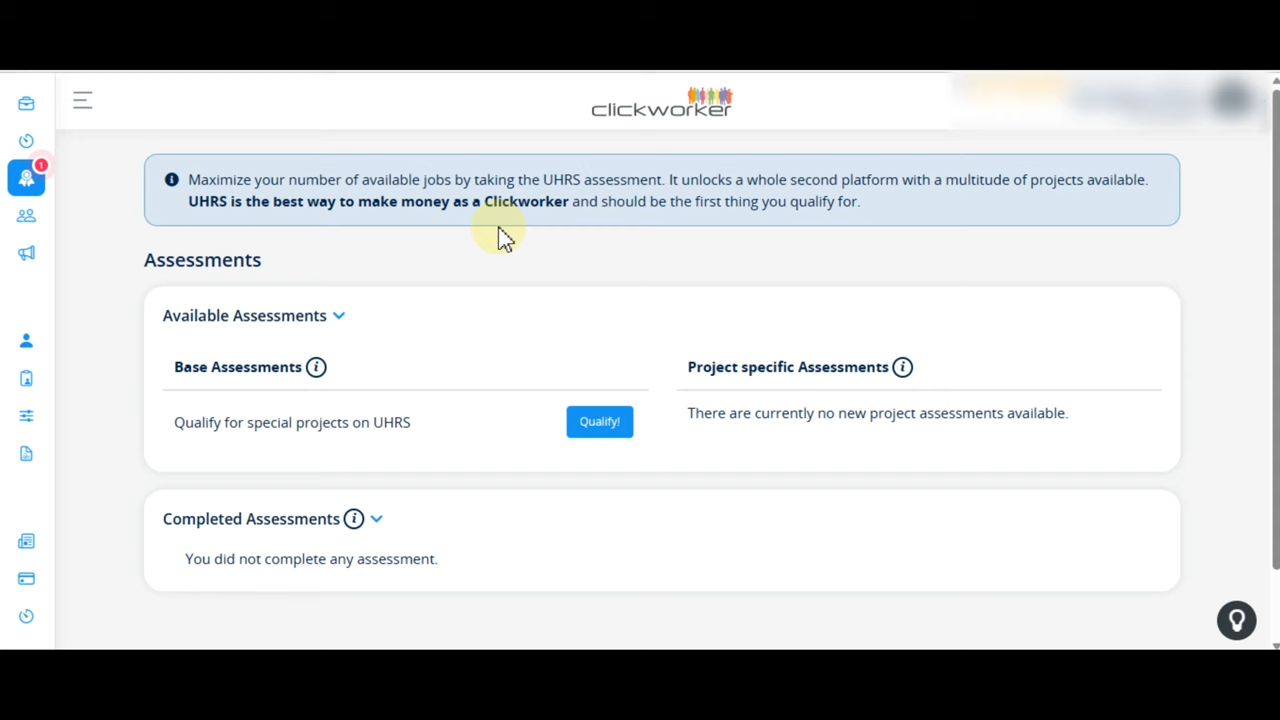 clickworker
1
Maximize your number of available jobs by taking the UHRS assessment. It unlocks a whole second platform with a multitude of projects available.
UHRS is the best way to make money as a Clickworker and should be the first thing you qualify for.
Assessments
Available Assessments
Base Assessments i
Project specific Assessments i
Qualify for special projects on UHRS
Qualify!
There are currently no new project assessments available.
Completed Assessments i
You did not complete any assessment.